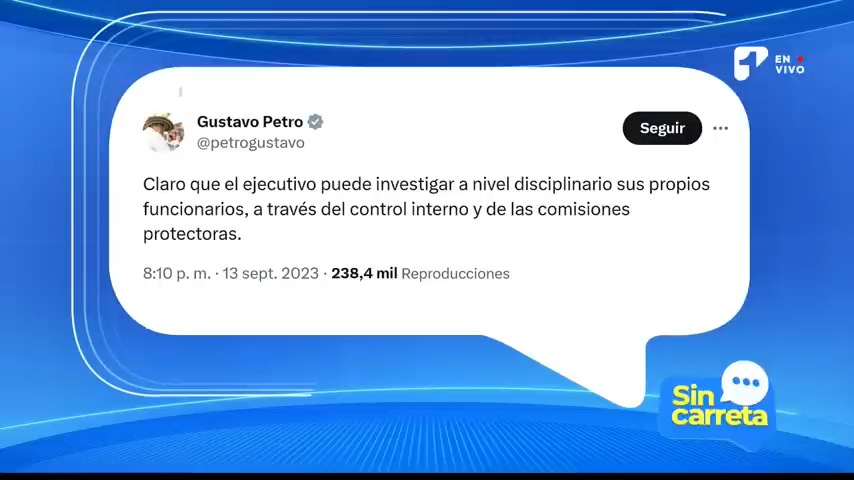 1 EN VIVO
Gustavo Petro
@petrogustavo
Seguir
Claro que el ejecutivo puede investigar a nivel disciplinario sus propios
funcionarios, a través del control interno y de las comisiones
protectoras.
8:10 p. m. · 13 sept. 2023 · 238,4 mil Reproducciones
Sin
carreta